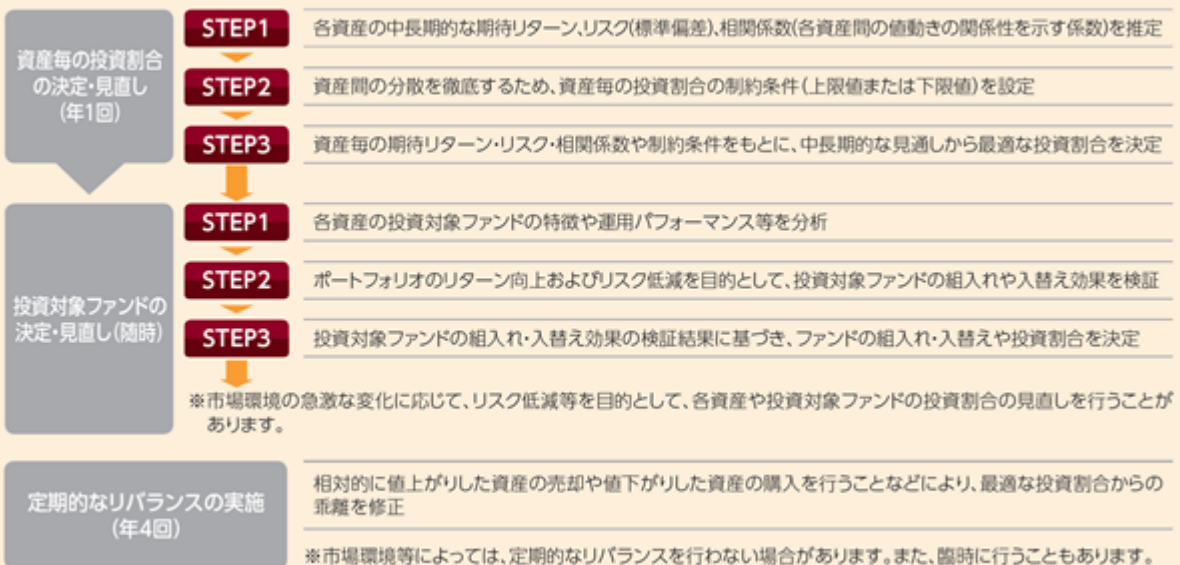 資産毎の投資割合
の決定・見直し
(年1回)
STEP1
各資産の中長期的な期待リターン、リスク(標準偏差)、相関係数(各資産間の値動きの関係性を示す係数)を推定
STEP2
資産間の分散を徹底するため、資産毎の投資割合の制約条件(上限値または下限値)を設定
STEP3
資産毎の期待リターン・リスク・相関係数や制約条件をもとに、中長期的な見通しから最適な投資割合を決定
投資対象ファンドの
決定・見直し(随時)
STEP1
各資産の投資対象ファンドの特徴や運用パフォーマンス等を分析
STEP2
ポートフォリオのリターン向上およびリスク低減を目的として、投資対象ファンドの組入れや入替え効果を検証
STEP3
投資対象ファンドの組入れ・入替え効果の検証結果に基づき、ファンドの組入れ・入替えや投資割合を決定
※市場環境の急激な変化に応じて、リスク低減等を目的として、各資産や投資対象ファンドの投資割合の見直しを行うことが
あります。
定期的なリバランスの実施
(年4回)
相対的に値上がりした資産の売却や値下がりした資産の購入を行うことなどにより、最適な投資割合からの
乖離を修正
※市場環境等によっては、定期的なリバランスを行わない場合があります。また、臨時に行うこともあります。